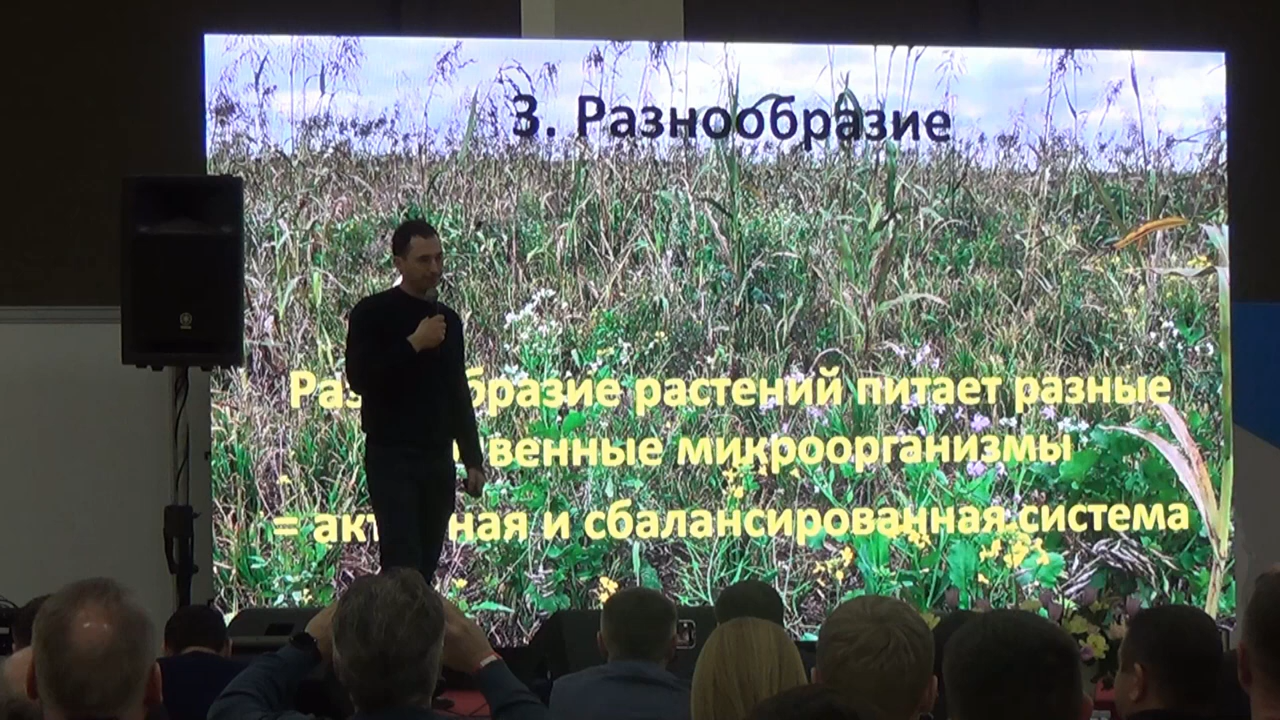 3. Разнообразие
растений питает разные
микроорганизмы
= и сбалансированная система